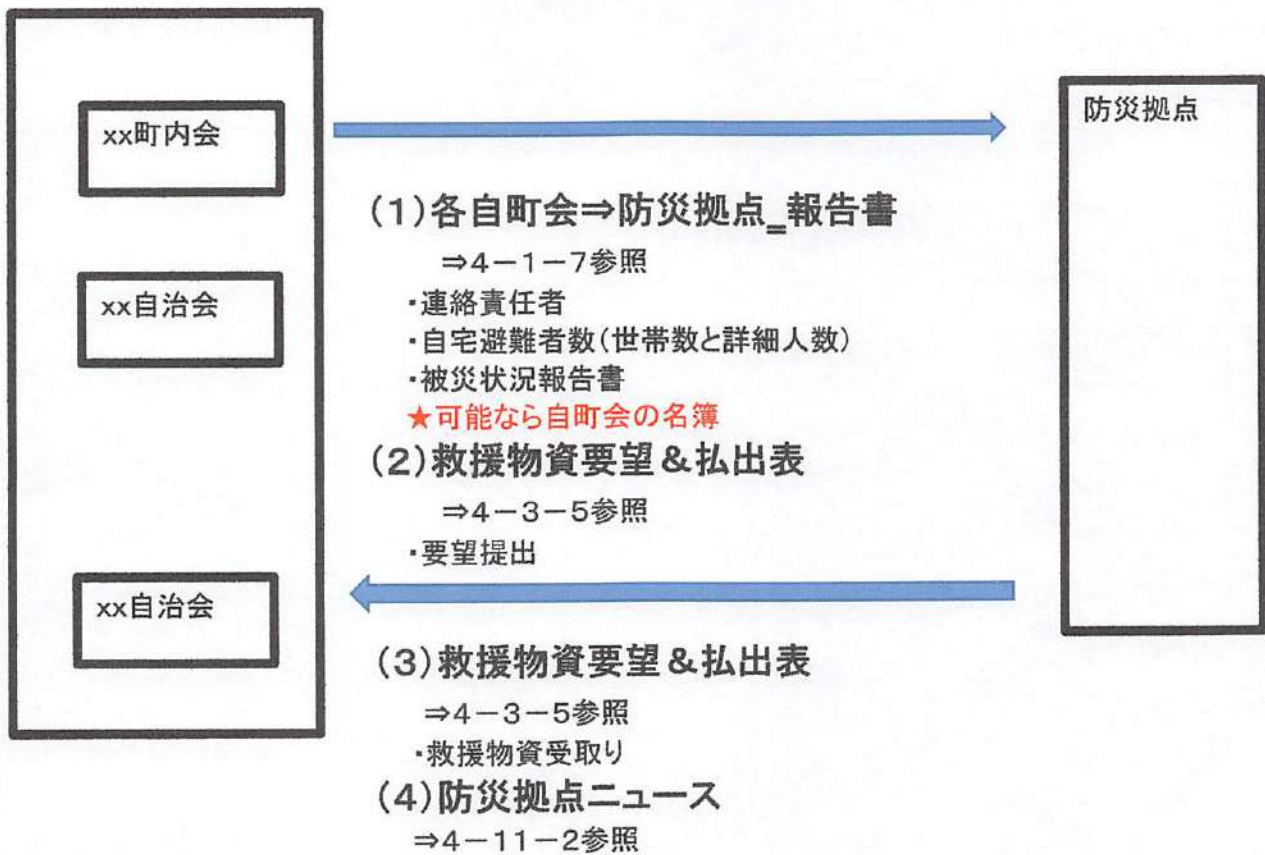 xx町内会
xx自治会
xx自治会
防災拠点
(1)各自町会⇒防災拠点_報告書
⇒4－1－7参照
・連絡責任者
・自宅避難者数(世帯数と詳細人数)
・被災状況報告書
★可能なら自町会の名簿
(2)救援物資要望＆払出表
⇒4－3－5参照
・要望提出
(3)救援物資要望＆払出表
⇒4－3－5参照
・救援物資受取り
(4)防災拠点ニュース
⇒4－11－2参照